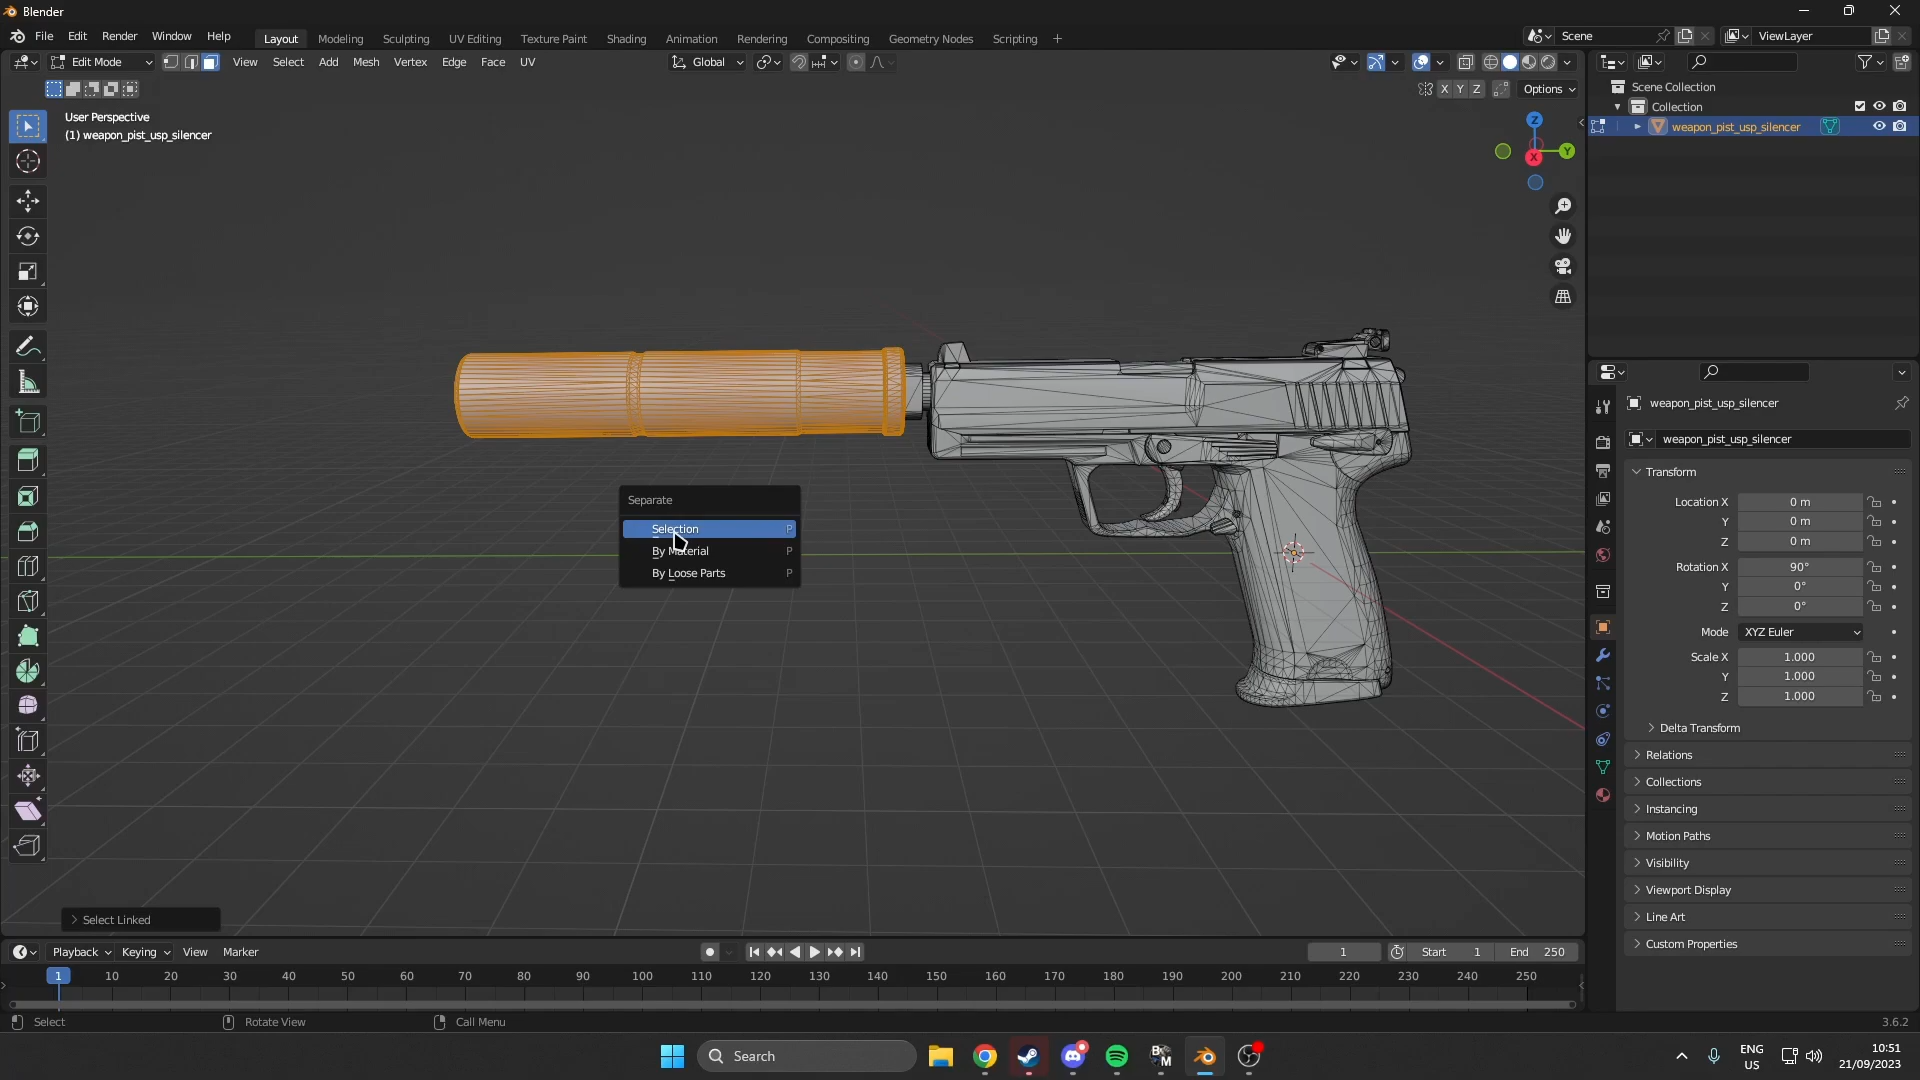 Blender
File Edit Render Window Help
Layout Modeling Sculpting UV Editing Texture Paint Shading Animation Rendering Compositing Geometry Nodes Scripting +
Scene
ViewLayer
Edit Mode View Select Add Mesh Vertex Edge Face UV
Global
X Y Z Options
User Perspective
(1) weapon_pist_usp_silencer
Z
Y
X
Scene Collection
Collection
weapon_pist_usp_silencer
Separate
Selection P
By Material P
By Loose Parts P
weapon_pist_usp_silencer
weapon_pist_usp_silencer
Transform
Location X 0 m
Y 0 m
Z 0 m
Rotation X 90°
Y 0°
Z 0°
Mode XYZ Euler
Scale X 1.000
Y 1.000
Z 1.000
Delta Transform
Relations
Collections
Instancing
Motion Paths
Visibility
Viewport Display
Line Art
Custom Properties
Select Linked
Playback Keying View Marker
1 Start 1 End 250
1 10 20 30 40 50 60 70 80 90 100 110 120 130 140 150 160 170 180 190 200 210 220 230 240 250
Select Rotate View Call Menu
3.6.2
Search
ENG
US
10:51
21/09/2023